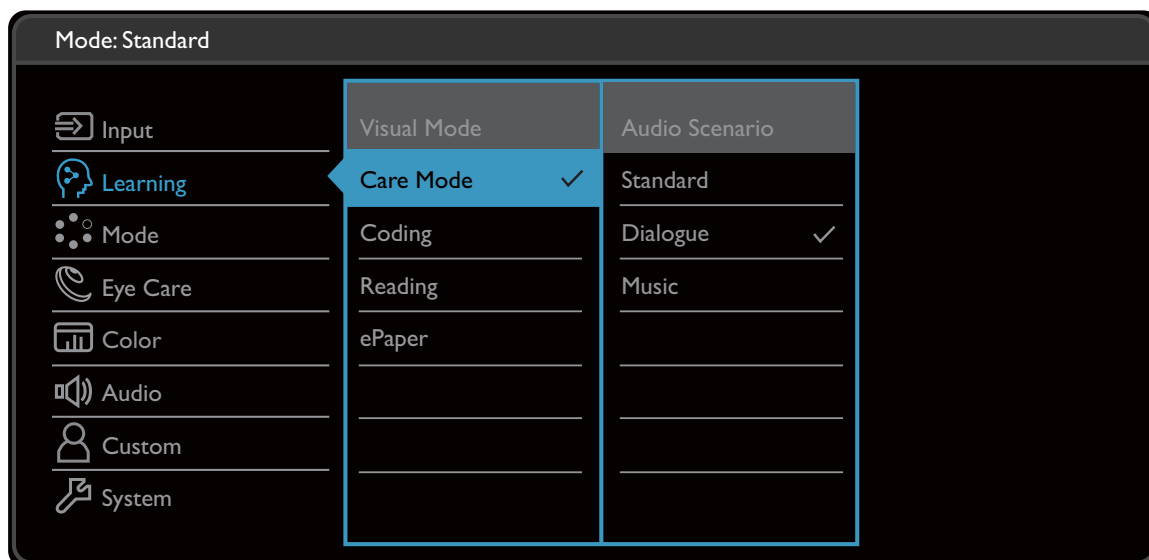 Mode: Standard
Input
Learning
Mode
Eye Care
Color
Audio
Custom
System
Visual Mode
Care Mode
Coding
Reading
ePaper
Audio Scenario
Standard
Dialogue
Music